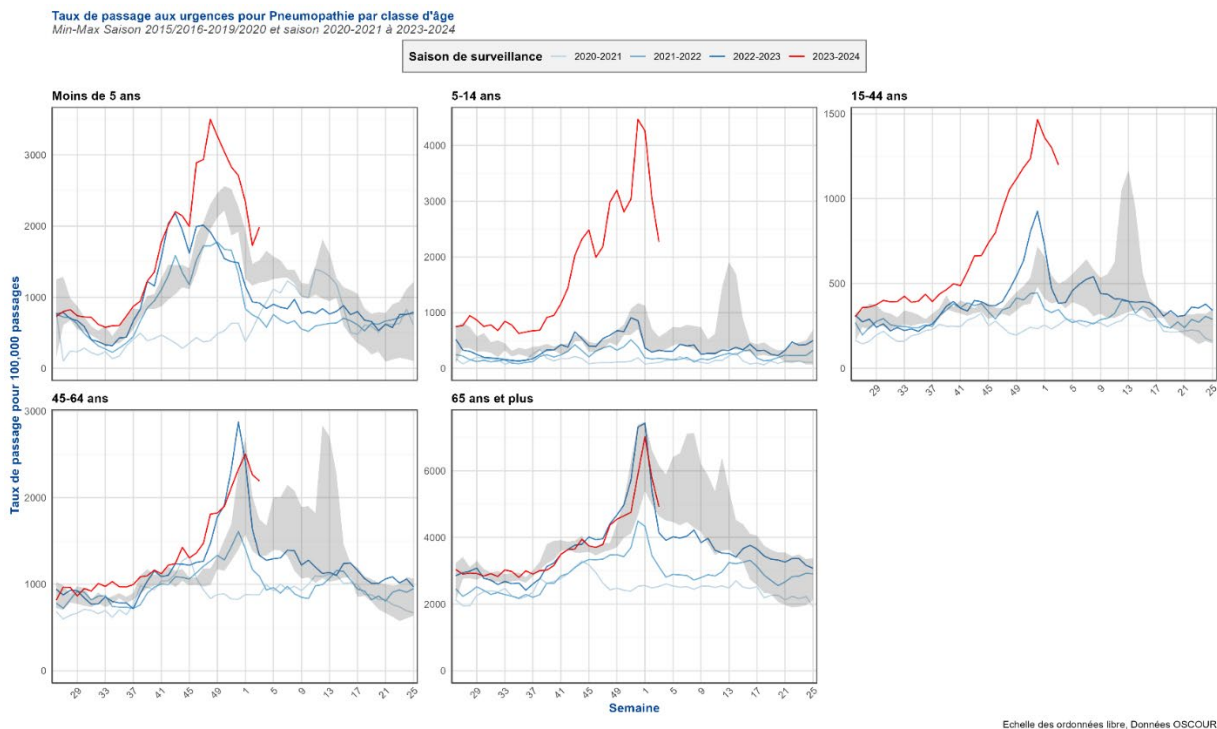 Taux de passage aux urgences pour Pneumopathie par classe d'âge
Min-Max Saison 2015/2016-2019/2020 et saison 2020-2021 à 2023-2024
Saison de surveillance 2020-2021 2021-2022 2022-2023 2023-2024
Moins de 5 ans
5-14 ans
15-44 ans
3000
2000
1000
0
4000
3000
2000
1000
0
1500
1000
500
0
29 33 37 41 45 49 1 5 9 13 17 21 25
45-64 ans
65 ans et plus
3000
2000
1000
0
6000
4000
2000
0
29 33 37 41 45 49 1 5 9 13 17 21 25
29 33 37 41 45 49 1 5 9 13 17 21 25
Taux de passage pour 100,000 passages
Semaine
Echelle des ordonnées libre, Données OSCOUR